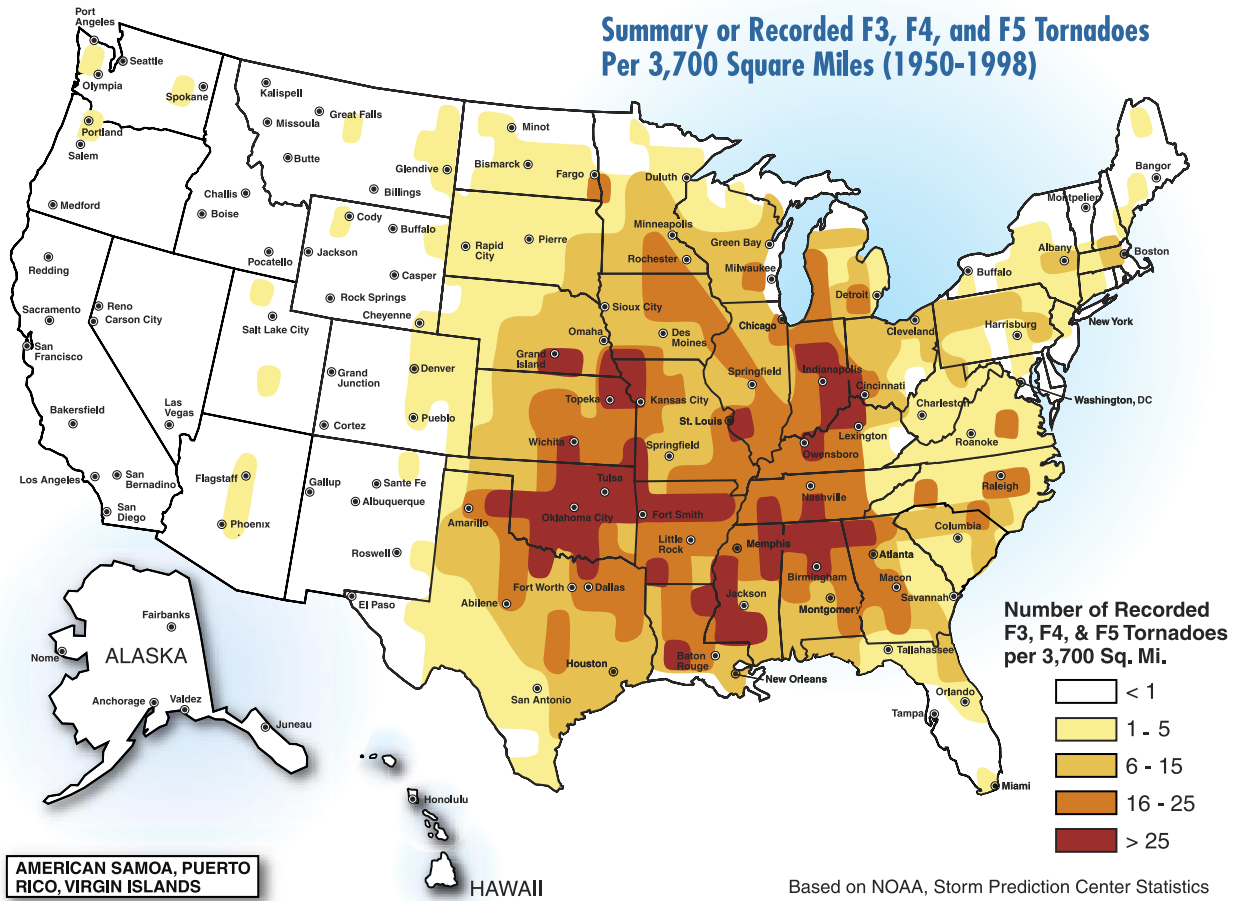 Summary or Recorded F3, F4, and F5 Tornadoes
Per 3,700 Square Miles (1950-1998)
Port
Angeles
Seattle
Olympia
Spokane
Portland
Salem
Medford
Kalispell
Great Falls
Missoula
Butte
Glendive
Billings
Challis
Boise
Pocatello
Cody
Buffalo
Jackson
Casper
Rock Springs
Cheyenne
Minot
Bismarck
Fargo
Rapid
City
Pierre
Duluth
Minneapolis
Rochester
Green Bay
Milwaukee
Redding
Sacramento
San
Francisco
Reno
Carson City
Bakersfield
Las
Vegas
Los Angeles
San
Bernadino
San
Diego
Salt Lake City
Grand
Junction
Denver
Pueblo
Cortez
Flagstaff
Phoenix
Gallup
Sante Fe
Albuquerque
Roswell
El Paso
Sioux City
Omaha
Grand
Island
Des
Moines
Chicago
Detroit
Springfield
Indianapolis
Cincinnati
Cleveland
Topeka
Kansas City
St. Louis
Wichita
Springfield
Owensboro
Lexington
Charleston
Roanoke
Tulsa
Oklahoma City
Fort Smith
Amarillo
Little
Rock
Memphis
Nashville
Raleigh
Columbia
Atlanta
Macon
Savannah
Birmingham
Montgomery
Fort Worth
Dallas
Abilene
Jackson
Houston
San Antonio
Baton
Rouge
New Orleans
Tallahassee
Orlando
Tampa
Miami
Bangor
Montpelier
Albany
Boston
Buffalo
New York
Harrisburg
Washington, DC
Fairbanks
Nome
ALASKA
Anchorage
Valdez
Juneau
Honolulu
HAWAII
AMERICAN SAMOA, PUERTO
RICO, VIRGIN ISLANDS
Number of Recorded
F3, F4, & F5 Tornadoes
per 3,700 Sq. Mi.
< 1
1 - 5
6 - 15
16 - 25
> 25
Based on NOAA, Storm Prediction Center Statistics